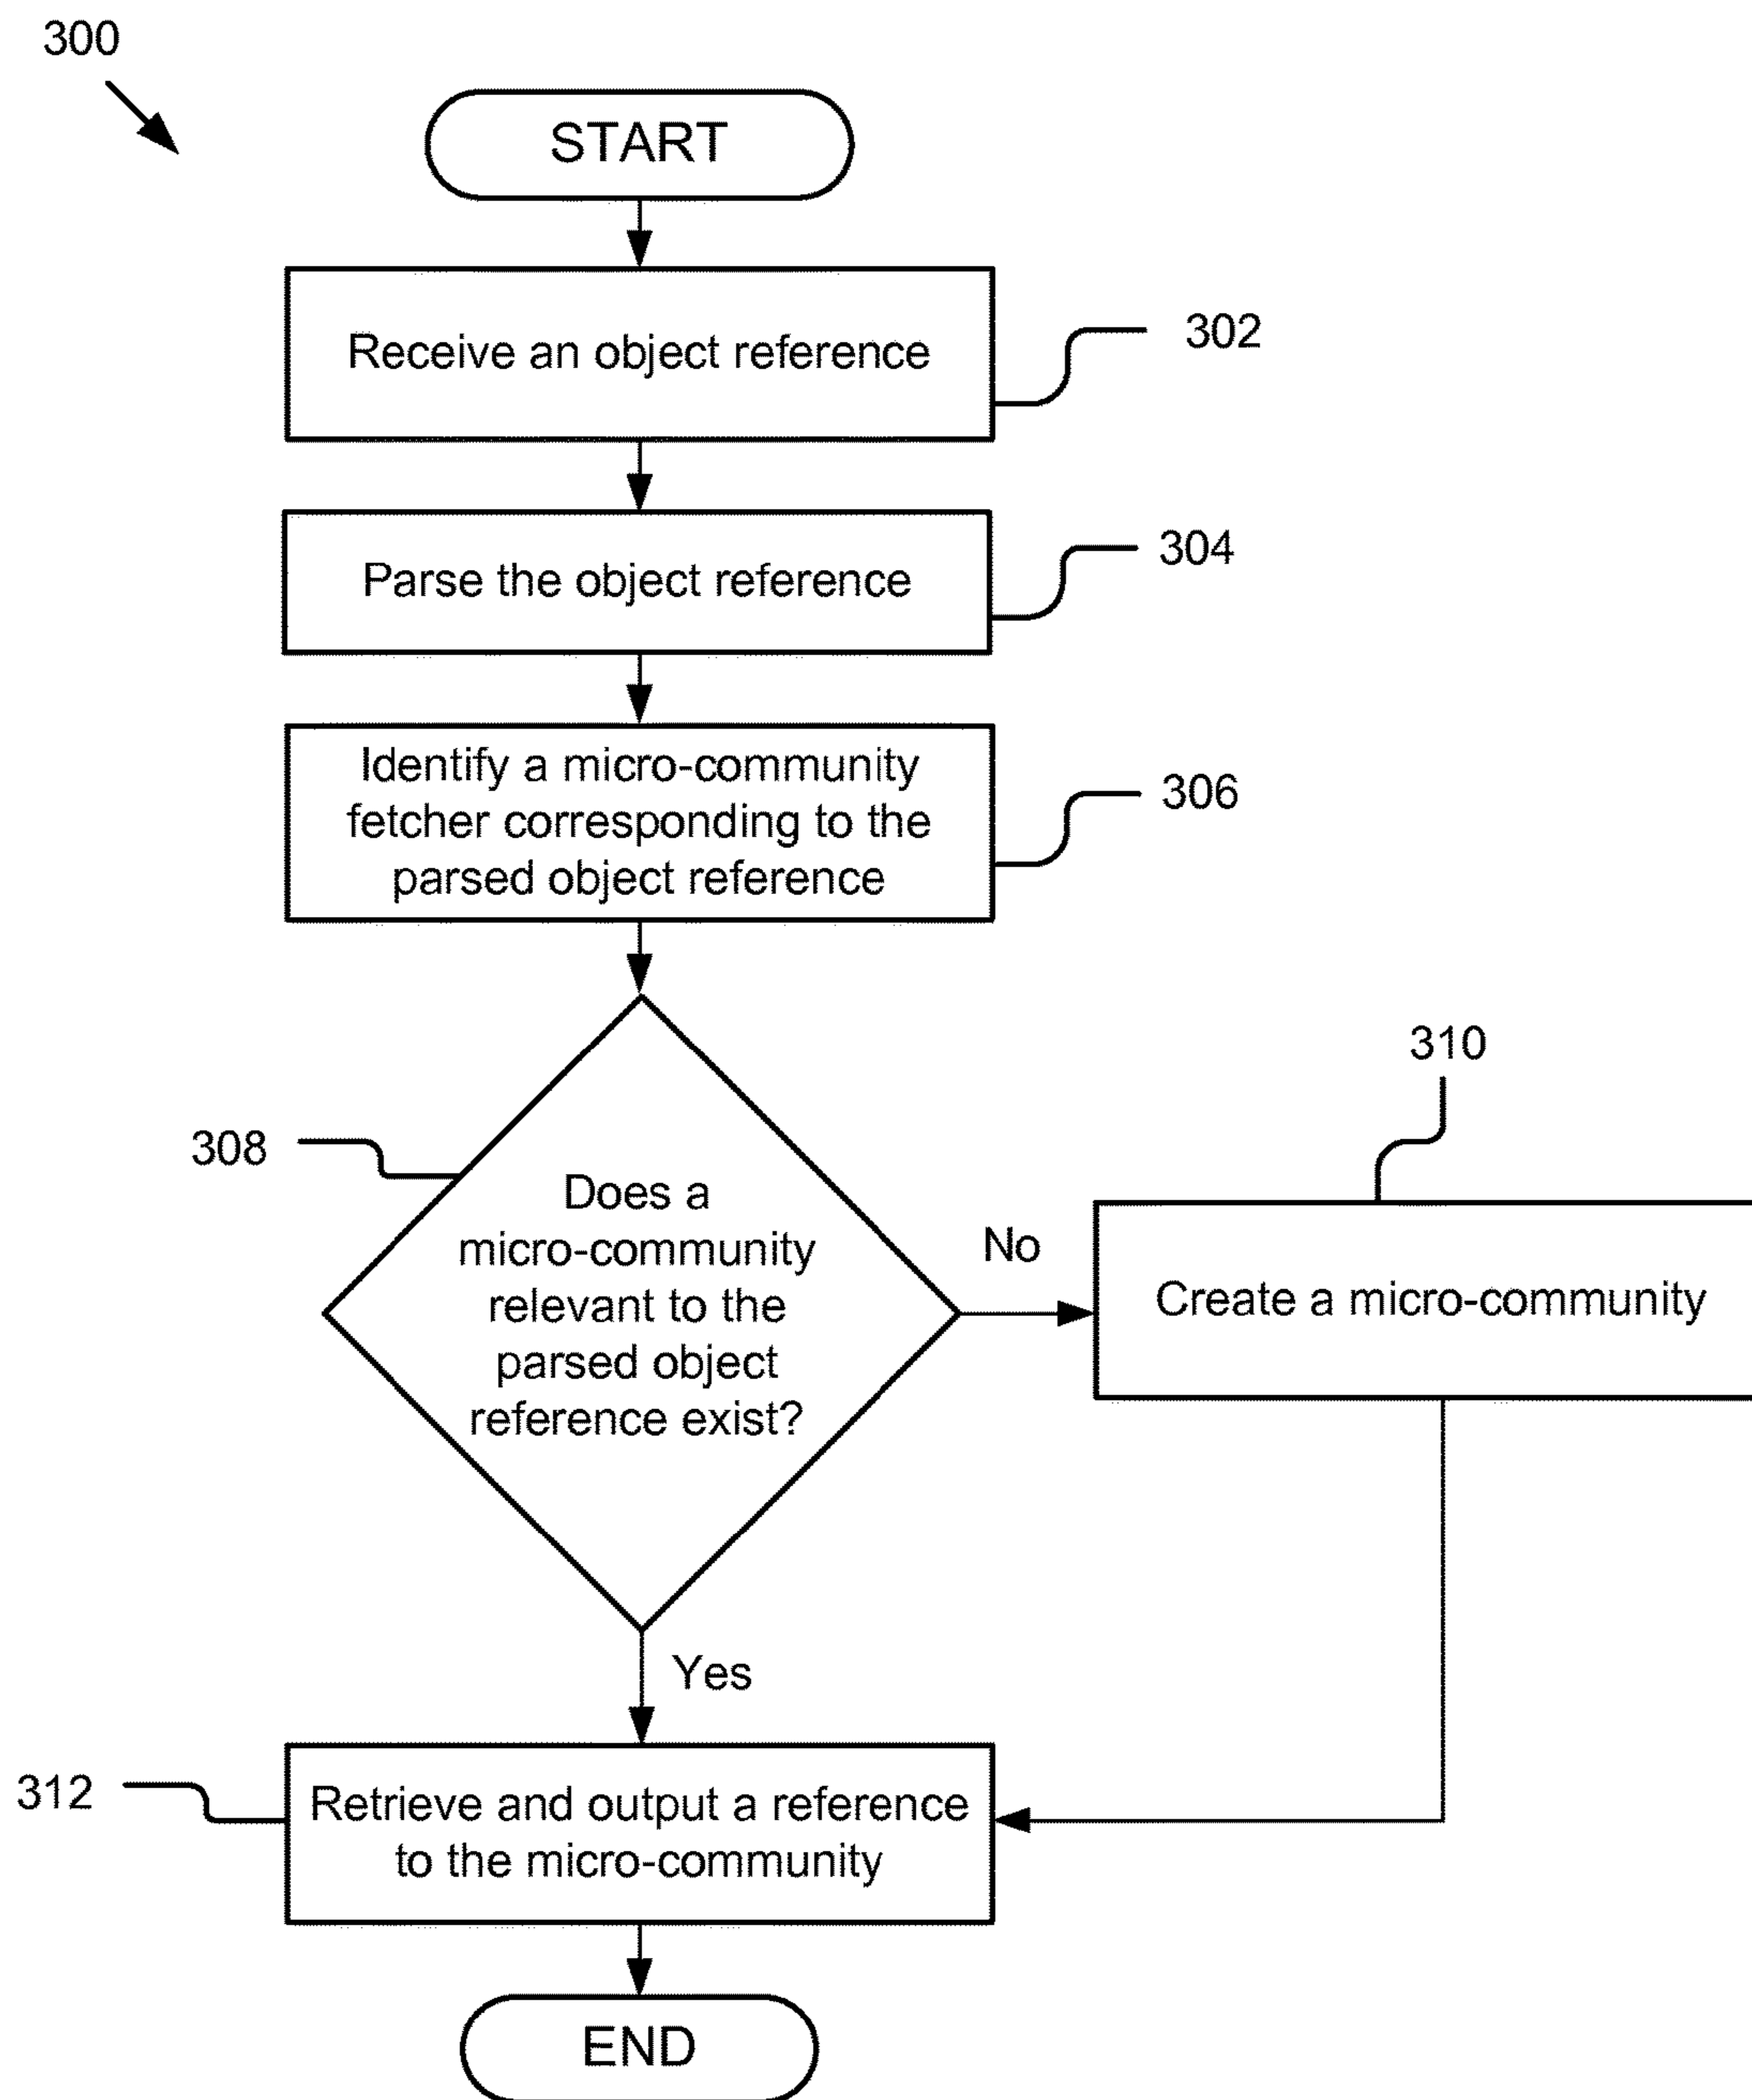 300
START
Receive an object reference
302
Parse the object reference
304
Identify a micro-community
fetcher corresponding to the
parsed object reference
306
308
Does a
micro-community
relevant to the
parsed object
reference exist?
No
310
Create a micro-community
Yes
312
Retrieve and output a reference
to the micro-community
END